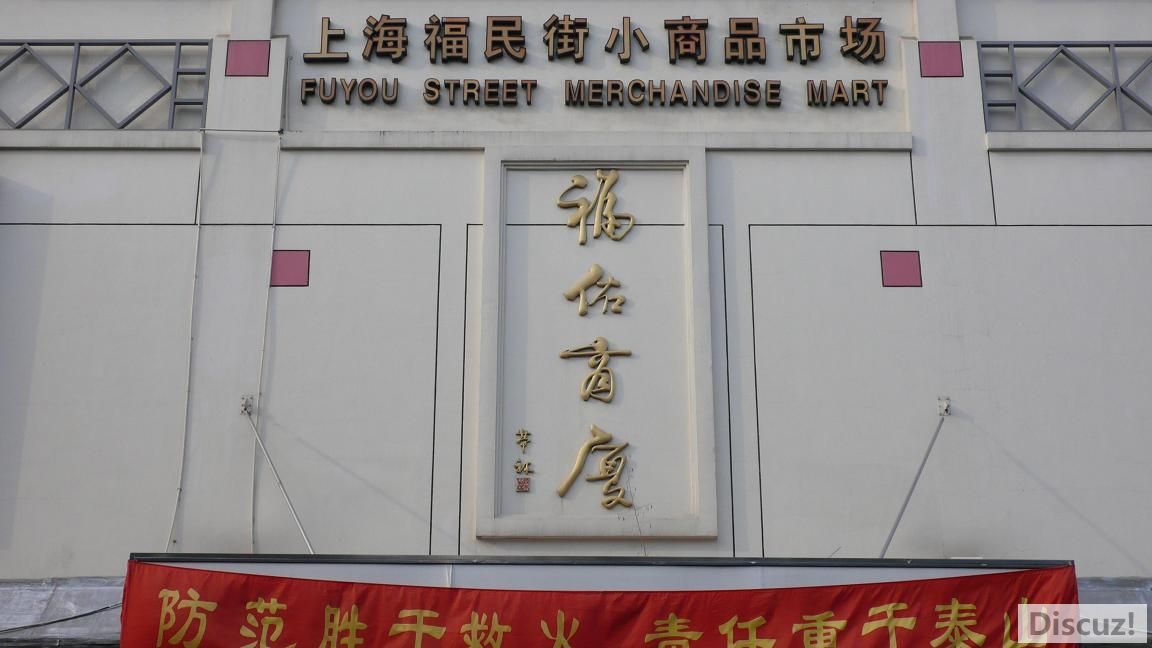 上海福民街小商品市场
FUYOU STREET MERCHANDISE MART
福佑商厦
防范胜于救火 责任重于泰山
Discuz!